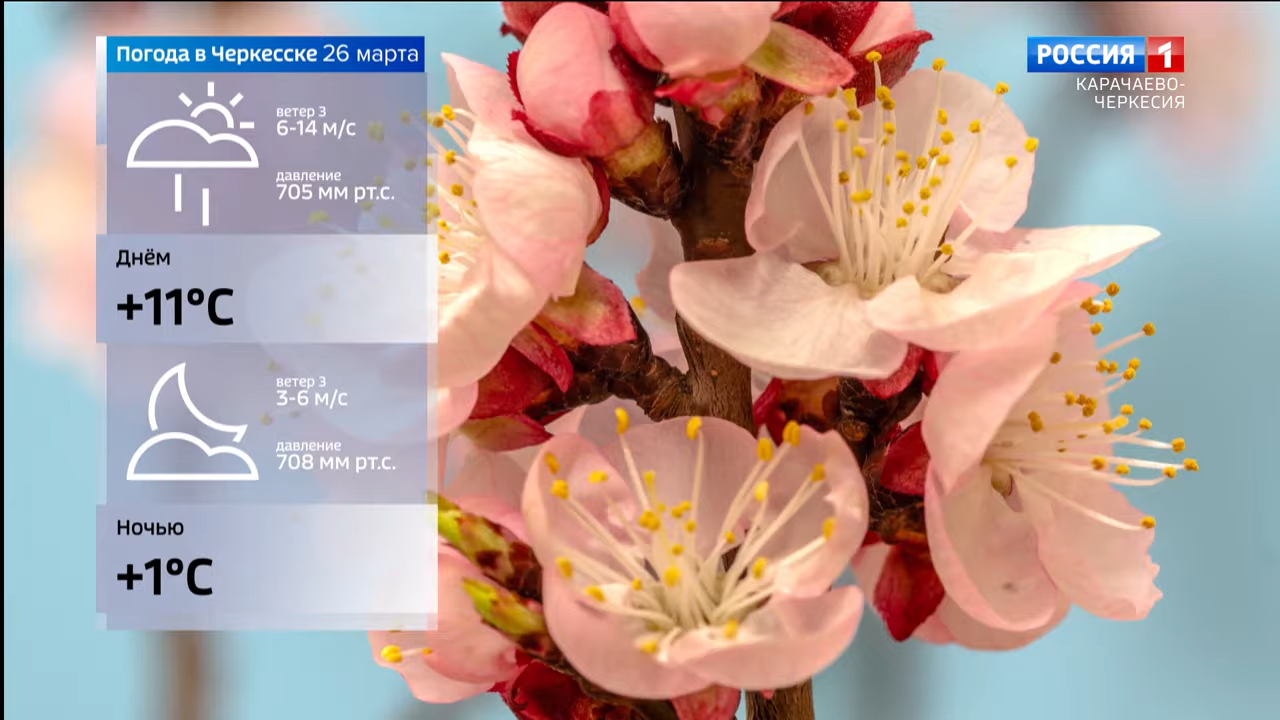 Погода в Черкесске 26 марта
ветер З
6-14 м/с
давление
705 мм рт.с.
Днём
+11°С
ветер З
3-6 м/с
давление
708 мм рт.с.
Ночью
+1°С
РОССИЯ 1
КАРАЧАЕВО-
ЧЕРКЕСИЯ